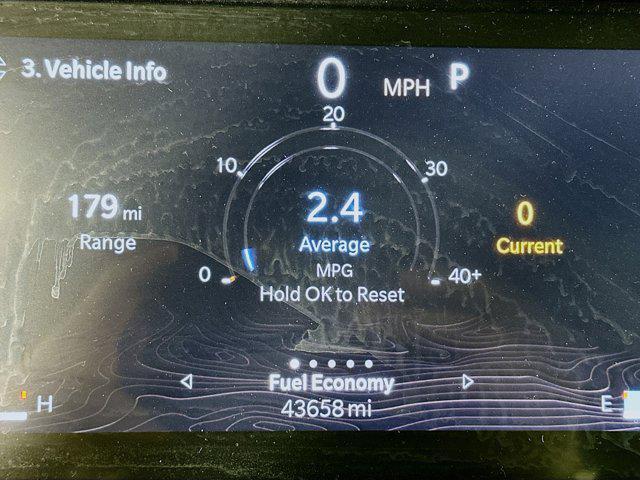 3. Vehicle Info
0 MPH P
20
10
30
179 mi
Range
2.4
Average
MPG
Hold OK to Reset
0
Current
0
40+
Fuel Economy
43658 mi
H
E